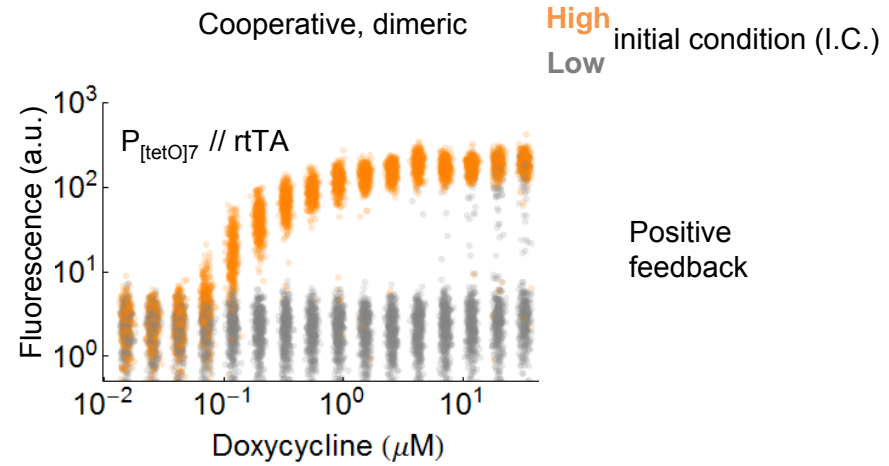 Cooperative, dimeric
High
Low
initial condition (I.C.)
P[tetO]7 // rtTA
Fluorescence (a.u.)
10³
10²
10¹
10⁰
10⁻²
10⁻¹
10⁰
10¹
Doxycycline (μM)
Positive
feedback